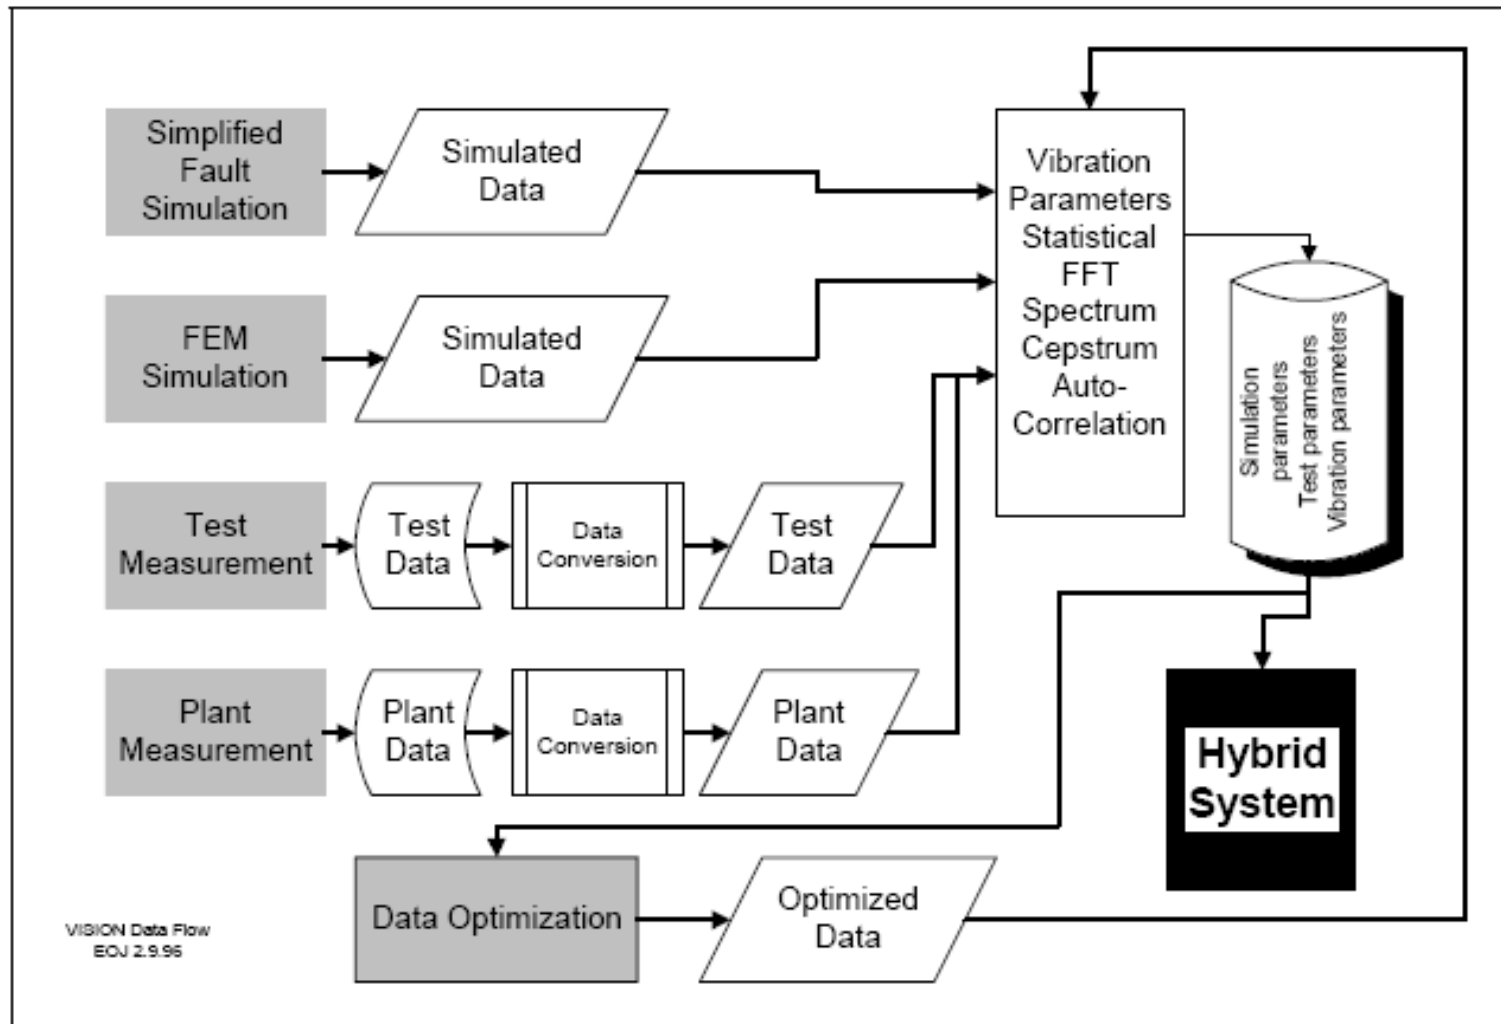 Simplified
Fault
Simulation
Simulated
Data
Vibration
Parameters
Statistical
FFT
Spectrum
Cepstrum
Auto-
Correlation
FEM
Simulation
Simulated
Data
Simulation
parameters
Test parameters
Vibration parameters
Test
Measurement
Test
Data
Data
Conversion
Test
Data
Plant
Measurement
Plant
Data
Data
Conversion
Plant
Data
Hybrid
System
Data Optimization
Optimized
Data
VISION Data Flow
EOJ 2.9.96